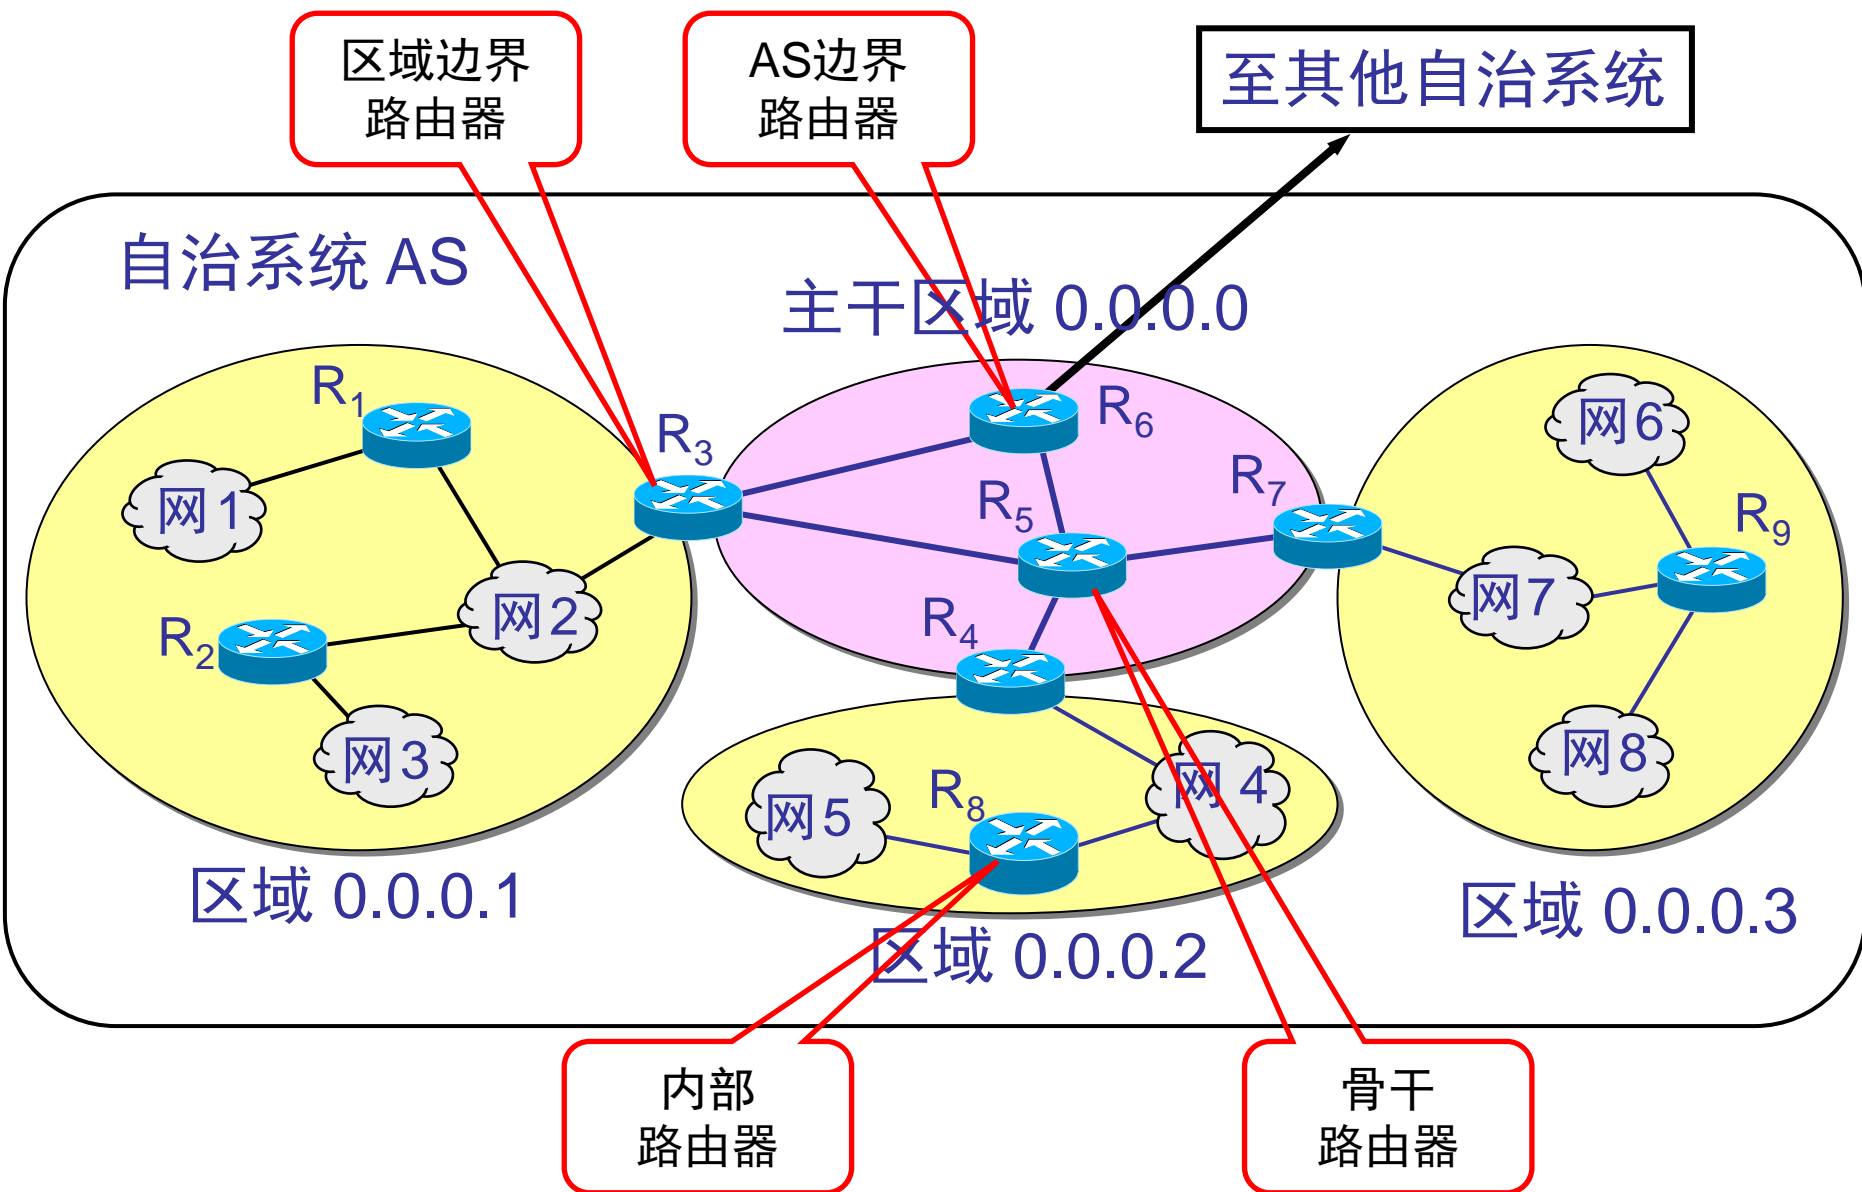 区域边界
路由器
AS边界
路由器
至其他自治系统
自治系统 AS
主干区域 0.0.0.0
R1
R3
R6
网6
网1
R5
R7
R9
R2
网2
R4
网7
网3
网5
R8
网 4
网8
区域 0.0.0.1
区域 0.0.0.2
区域 0.0.0.3
内部
路由器
骨干
路由器